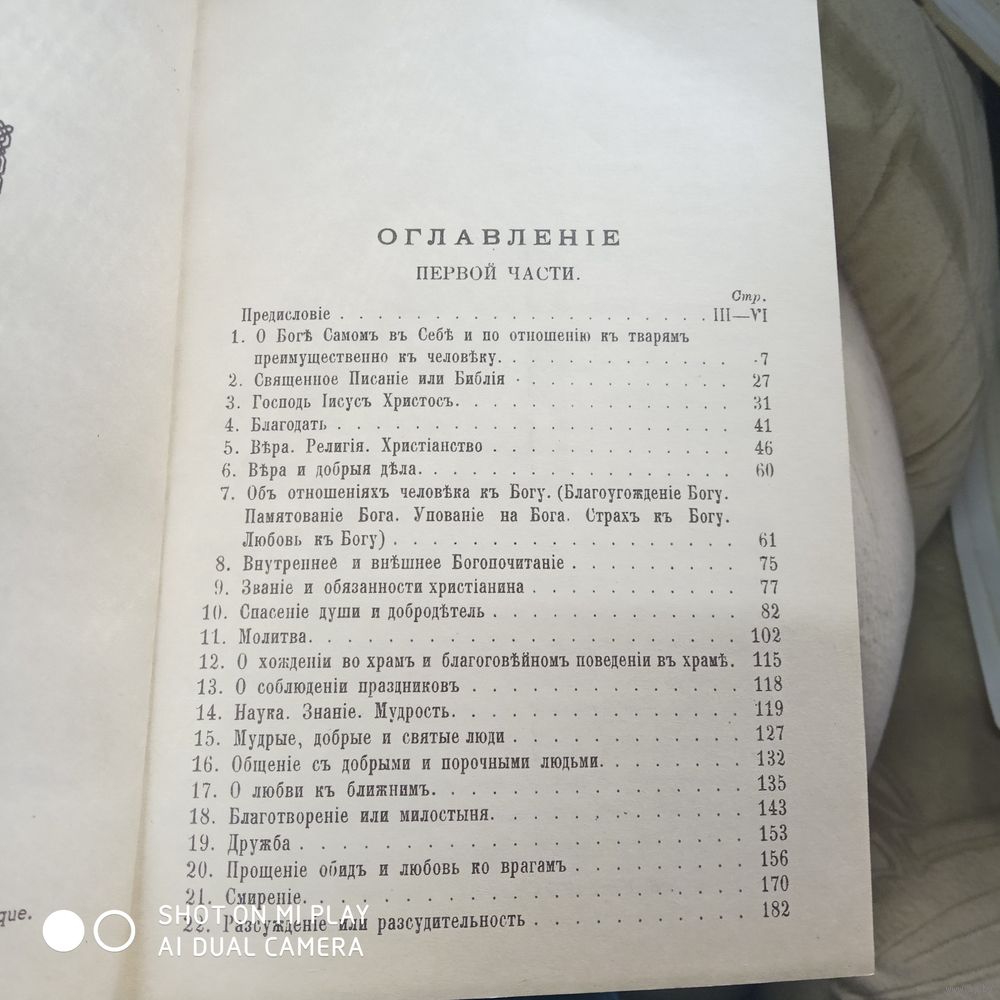 ОГЛАВЛЕНІЕ
ПЕРВОЙ ЧАСТИ.
Стр.
Предисловіе . . . . . . . . . . . . . . . . . . . III—VI
1. О Богѣ Самомъ въ Себѣ и по отношенію къ тварямъ
преимущественно къ человѣку. . . . . . . . . . . . 7
2. Священное Писаніе или Библія . . . . . . . . . . . 27
3. Господь Іисусъ Христосъ. . . . . . . . . . . . . . 31
4. Благодать . . . . . . . . . . . . . . . . . . . . 41
5. Вѣра. Религія. Христіанство . . . . . . . . . . . . 46
6. Вѣра и добрыя дѣла. . . . . . . . . . . . . . . . 60
7. Объ отношеніяхъ человѣка къ Богу. (Благоугожденіе Богу.
Памятованіе Бога. Упованіе на Бога. Страхъ къ Богу.
Любовь къ Богу) . . . . . . . . . . . . . . . . . 61
8. Внутреннее и внѣшнее Богопочитаніе . . . . . . . . 75
9. Званіе и обязанности христіанина . . . . . . . . . . 77
10. Спасеніе души и добродѣтель . . . . . . . . . . . . 82
11. Молитва. . . . . . . . . . . . . . . . . . . . . 102
12. О хожденіи во храмъ и благоговѣйномъ поведеніи въ храмѣ. 115
13. О соблюденіи праздниковъ . . . . . . . . . . . . . 118
14. Наука. Знаніе. Мудрость. . . . . . . . . . . . . . 119
15. Мудрые, добрые и святые люди . . . . . . . . . . . 127
16. Общеніе съ добрыми и порочными людьми. . . . . . . 132
17. О любви къ ближнимъ. . . . . . . . . . . . . . . 135
18. Благотвореніе или милостыня. . . . . . . . . . . . 143
19. Дружба . . . . . . . . . . . . . . . . . . . . . 153
20. Прощеніе обидъ и любовь ко врагамъ . . . . . . . . 156
21. Смиреніе. . . . . . . . . . . . . . . . . . . . . 170
22. Разсужденіе или разсудительность . . . . . . . . . . 182
que.
SHOT ON MI PLAY
AI DUAL CAMERA